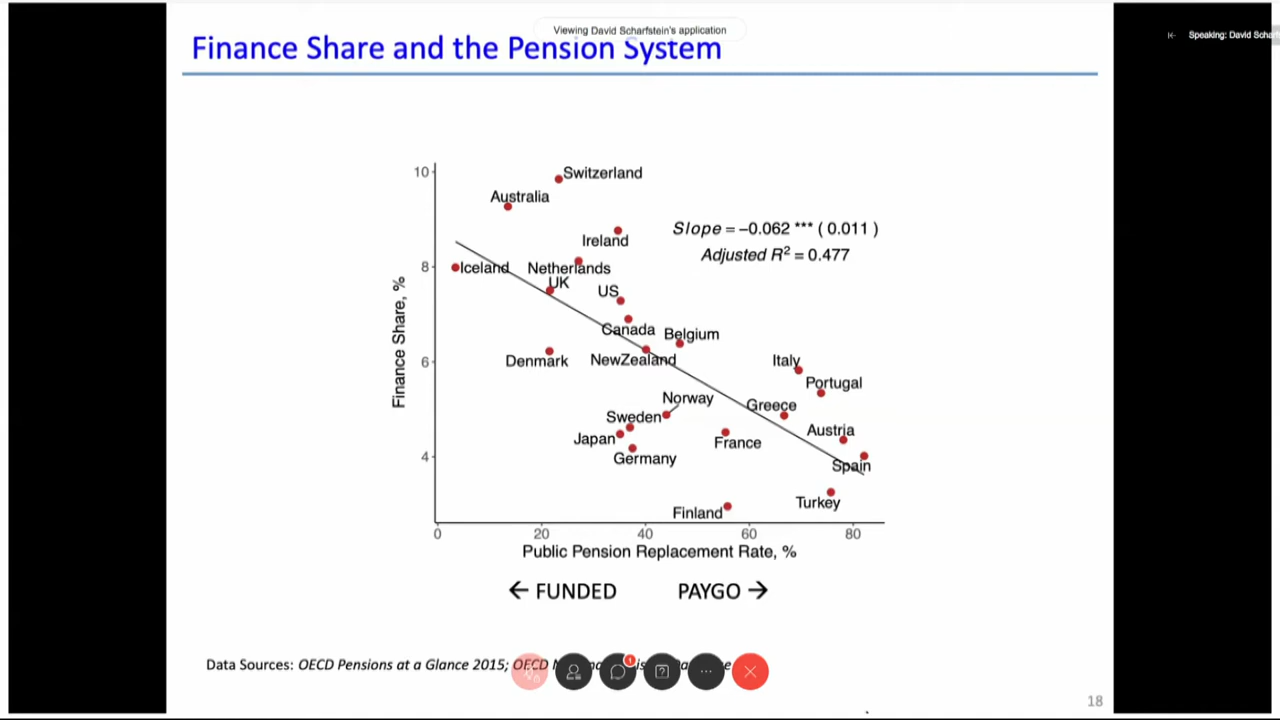 Viewing David Scharfstein's application
Speaking: David Scharf
Finance Share and the Pension System
10
8
6
4
Finance Share, %
Switzerland
Australia
Slope = −0.062 *** ( 0.011 )
Ireland
Adjusted R² = 0.477
Iceland
Netherlands
UK
US
Canada
Belgium
Denmark
NewZealand
Italy
Portugal
Norway
Greece
Sweden
Japan
France
Austria
Germany
Spain
Turkey
Finland
0 20 40 60 80
Public Pension Replacement Rate, %
← FUNDED PAYGO →
Data Sources: OECD Pensions at a Glance 2015; OECD
1
18